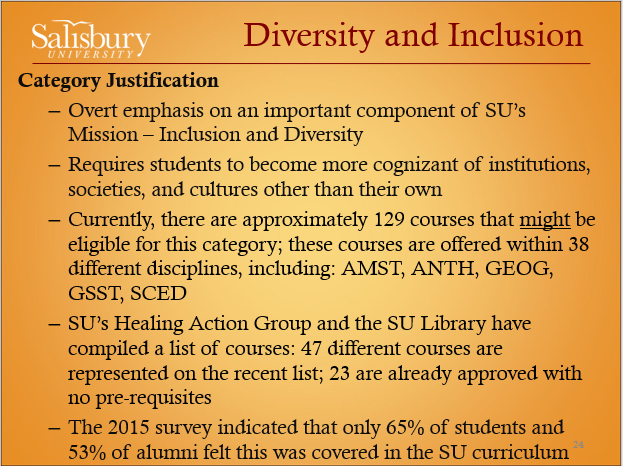 Salisbury
UNIVERSITY
Diversity and Inclusion
Category Justification
– Overt emphasis on an important component of SU’s
Mission – Inclusion and Diversity
– Requires students to become more cognizant of institutions,
societies, and cultures other than their own
– Currently, there are approximately 129 courses that might be
eligible for this category; these courses are offered within 38
different disciplines, including: AMST, ANTH, GEOG,
GSST, SCED
– SU’s Healing Action Group and the SU Library have
compiled a list of courses: 47 different courses are
represented on the recent list; 23 are already approved with
no pre-requisites
– The 2015 survey indicated that only 65% of students and
53% of alumni felt this was covered in the SU curriculum
24